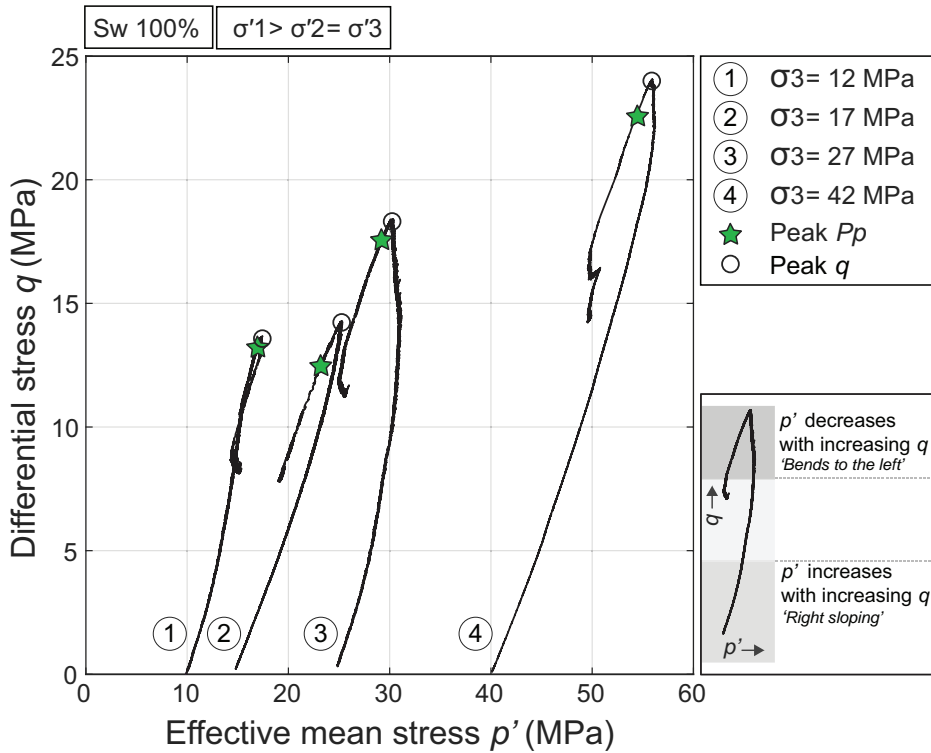 Sw 100%
σ'1> σ'2= σ'3
25
20
15
10
5
0
0
10
20
30
40
50
60
Differential stress q (MPa)
Effective mean stress p' (MPa)
1
2
3
4
1 σ3= 12 MPa
2 σ3= 17 MPa
3 σ3= 27 MPa
4 σ3= 42 MPa
Peak Pp
Peak q
p' decreases
with increasing q
'Bends to the left'
q
p' increases
with increasing q
'Right sloping'
p'